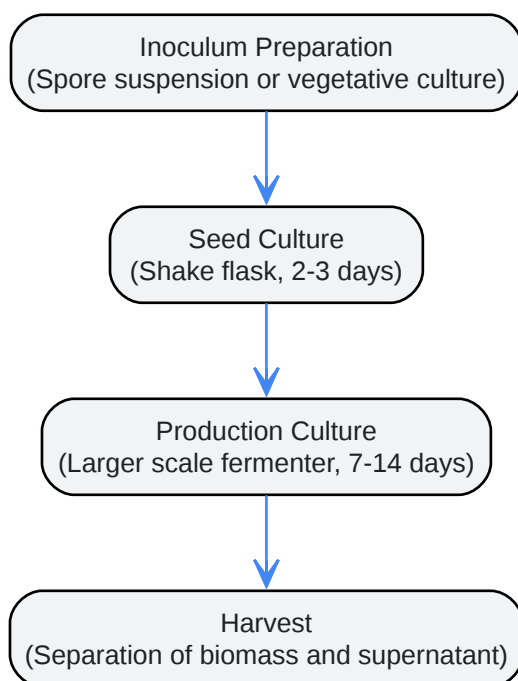 Inoculum Preparation
(Spore suspension or vegetative culture)
Seed Culture
(Shake flask, 2-3 days)
Production Culture
(Larger scale fermenter, 7-14 days)
Harvest
(Separation of biomass and supernatant)